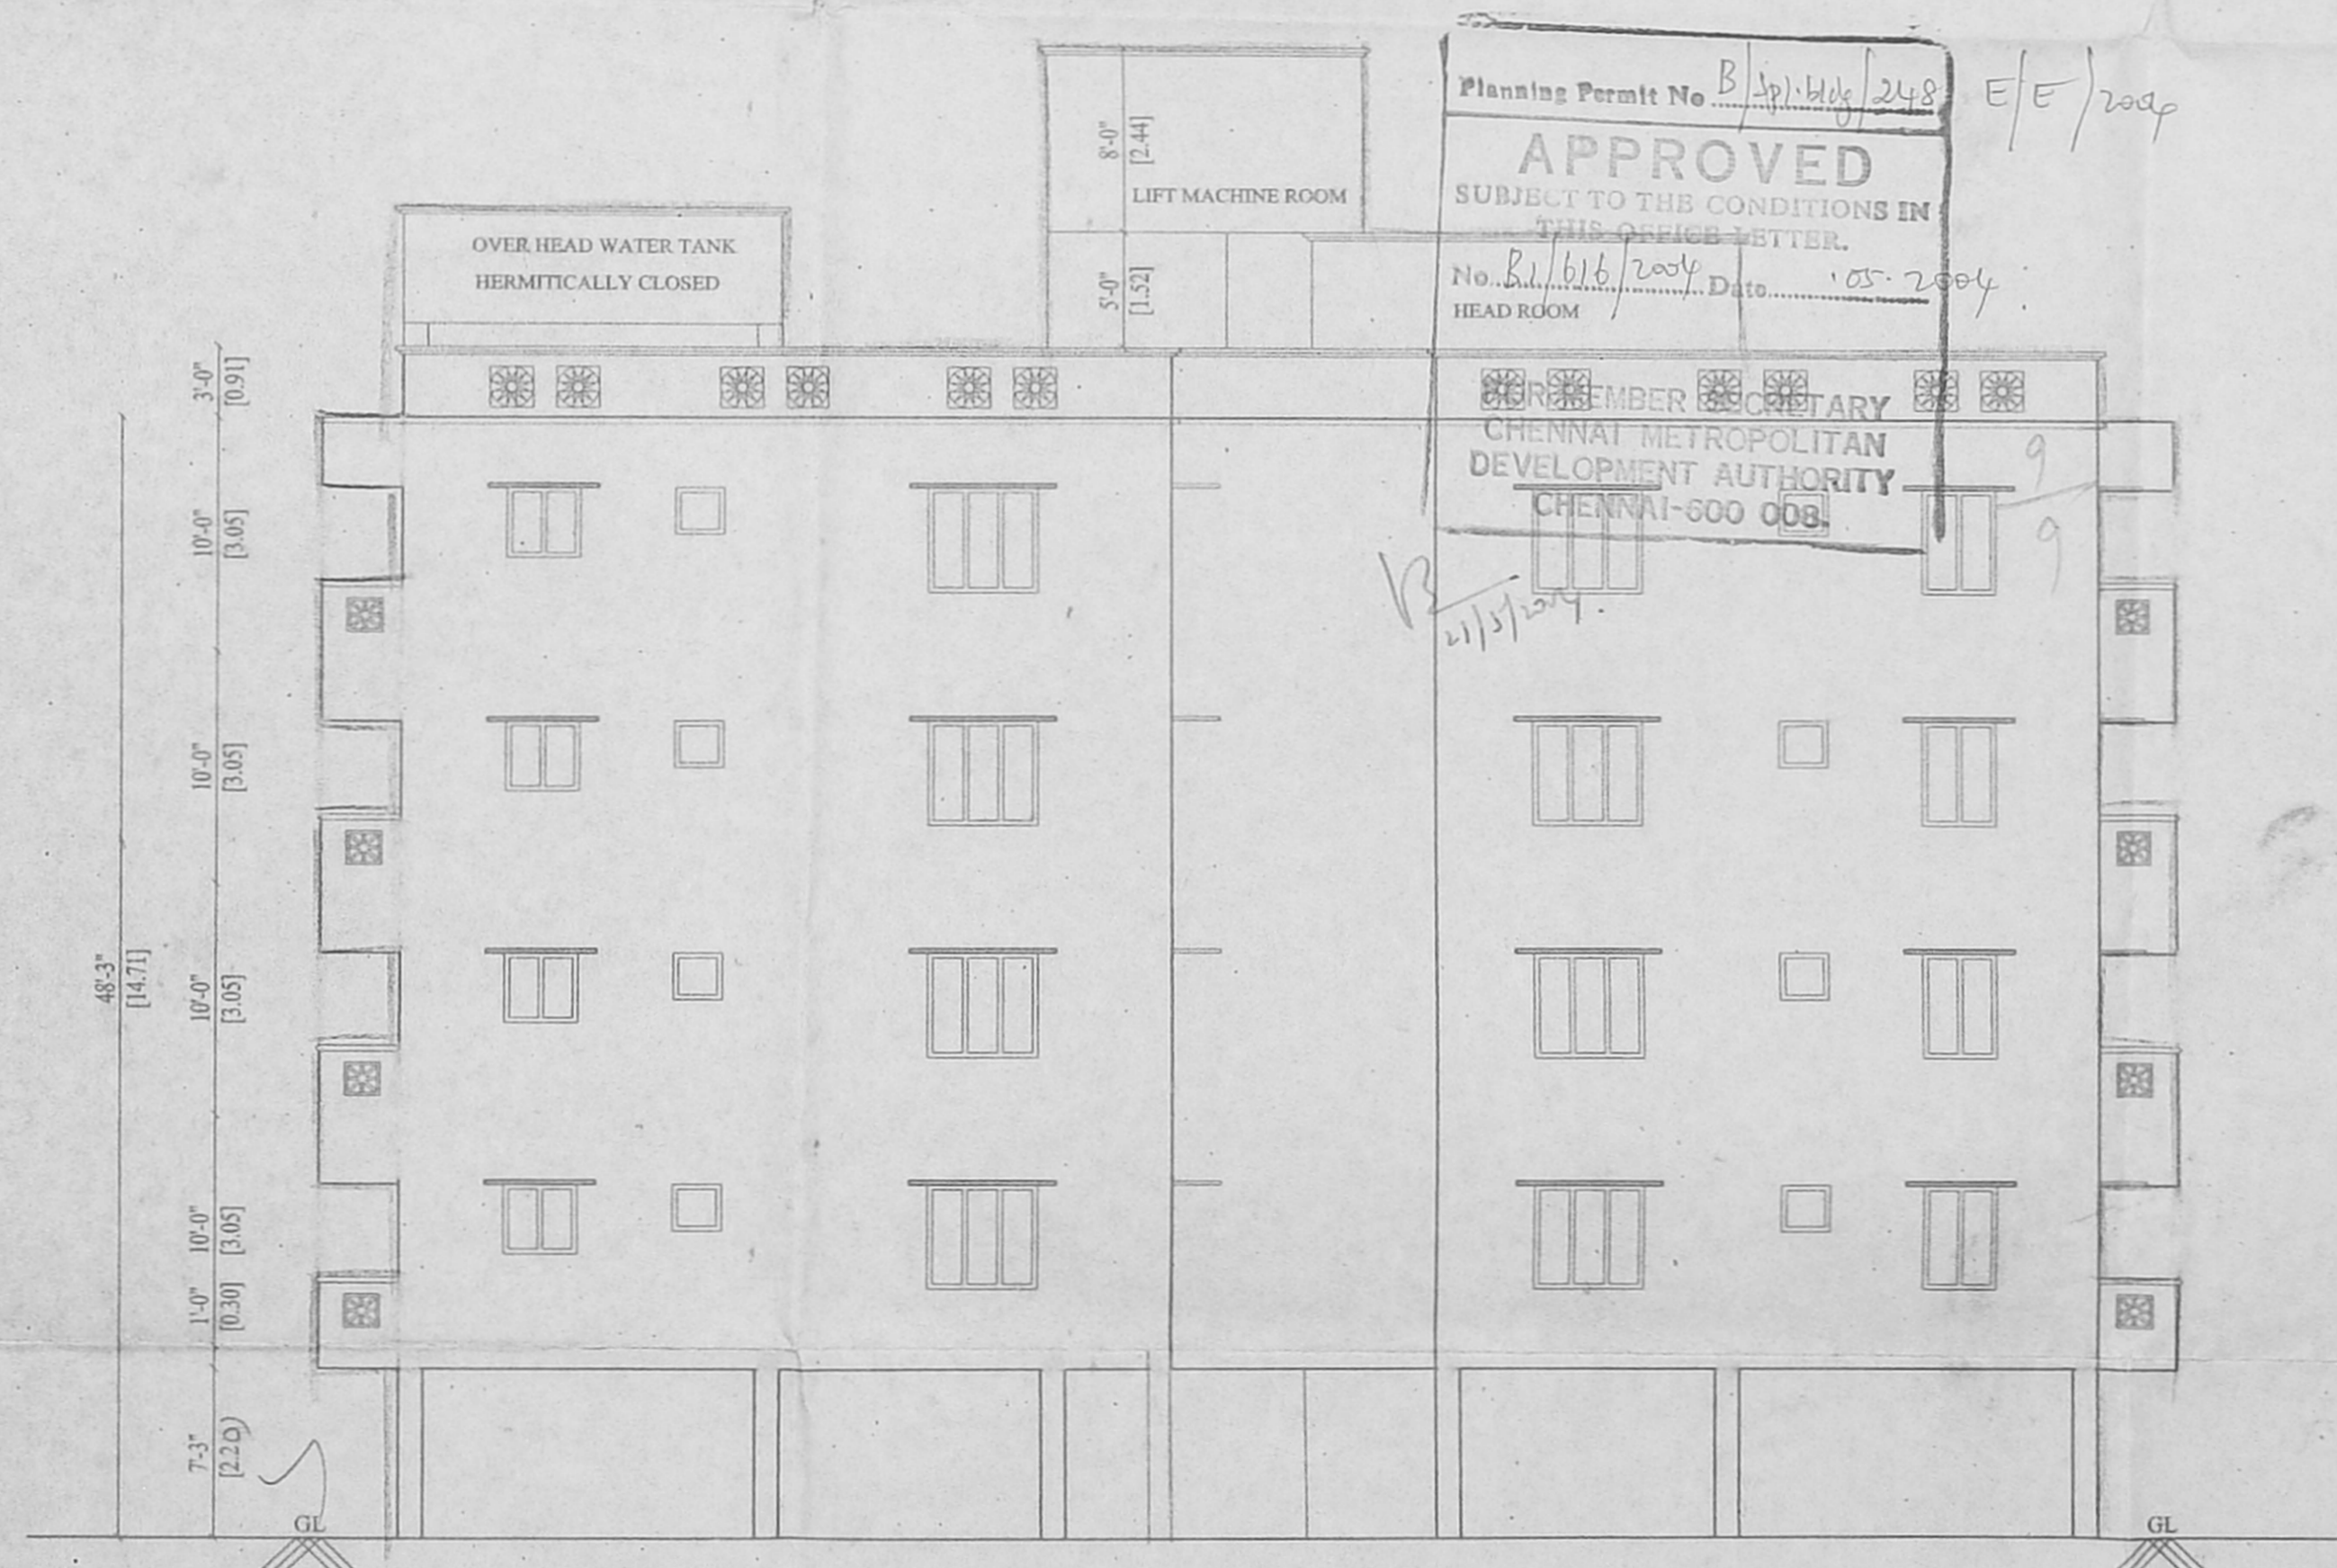 Planning Permit No B/Spl.bldg/248 E/E/2004
APPROVED
SUBJECT TO THE CONDITIONS IN
THIS OFFICE LETTER.
No. B1/616/2004 Date .05.2004
HEAD ROOM
FOR MEMBER SECRETARY
CHENNAI METROPOLITAN
DEVELOPMENT AUTHORITY
CHENNAI-600 008.
21/5/2004.
8'-0"
[2.44]
LIFT MACHINE ROOM
5'-0"
[1.52]
OVER HEAD WATER TANK
HERMITICALLY CLOSED
3'-0"
[0.91]
10'-0"
[3.05]
10'-0"
[3.05]
10'-0"
[3.05]
48'-3"
[14.71]
10'-0"
[3.05]
1'-0"
[0.30]
7'-3"
[2.20)
9
9
GL
GL